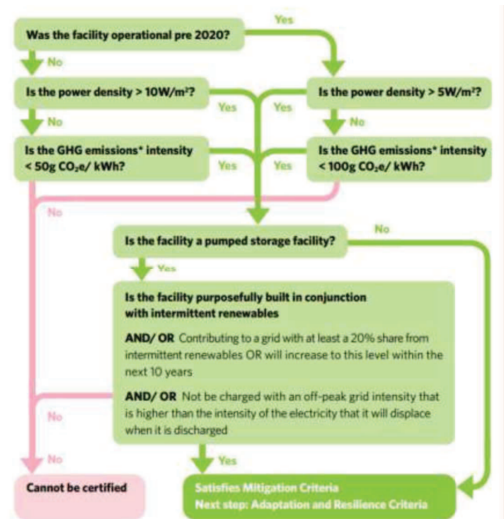 Was the facility operational pre 2020?
Yes
No
Is the power density > 10W/m²?
Yes
Yes
Is the power density > 5W/m²?
No
No
Is the GHG emissions* intensity
< 50g CO₂e/ kWh?
Yes
Yes
Is the GHG emissions* intensity
< 100g CO₂e/ kWh?
No
No
Is the facility a pumped storage facility?
No
Yes
Is the facility purposefully built in conjunction
with intermittent renewables
AND/ OR Contributing to a grid with at least a 20% share from
intermittent renewables OR will increase to this level within the
next 10 years
AND/ OR Not be charged with an off-peak grid intensity that
is higher than the intensity of the electricity that it will displace
when it is discharged
No
No
Yes
Cannot be certified
Satisfies Mitigation Criteria
Next step: Adaptation and Resilience Criteria